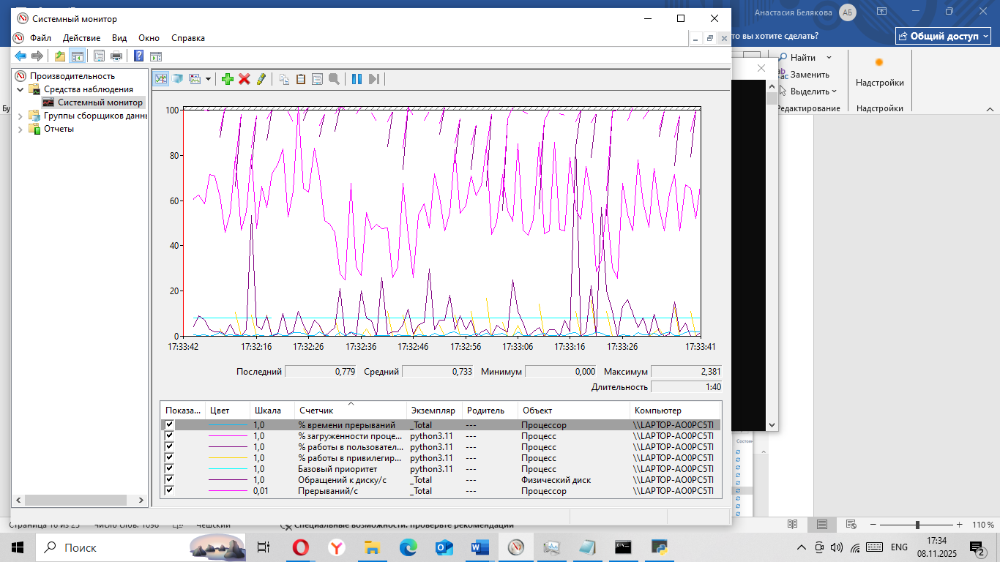 Системный монитор
Анастасия Белякова АБ
Файл Действие Вид Окно Справка
то вы хотите сделать?
Общий доступ
Найти
Заменить
Выделить
Редактирование
Настройки
Настройки
Бу
Производительность
Средства наблюдения
Системный монитор
Группы сборщиков данн
Отчеты
100
80
60
40
20
0
17:33:42 17:32:16 17:32:26 17:32:36 17:32:46 17:32:56 17:33:06 17:33:16 17:33:26 17:33:41
Последний 0,779 Средний 0,733 Минимум 0,000 Максимум 2,381
Длительность 1:40
Показа... Цвет Шкала Счетчик Экземпляр Родитель Объект Компьютер
1,0 % времени прерываний _Total --- Процессор \\LAPTOP-AO0PC5TI
1,0 % загруженности проце... python3.11 --- Процесс \\LAPTOP-AO0PC5TI
1,0 % работы в пользовател... python3.11 --- Процесс \\LAPTOP-AO0PC5TI
1,0 % работы в привилегир... python3.11 --- Процесс \\LAPTOP-AO0PC5TI
1,0 Базовый приоритет python3.11 --- Процесс \\LAPTOP-AO0PC5TI
1,0 Обращений к диску/с _Total --- Физический диск \\LAPTOP-AO0PC5TI
0,01 Прерываний/с _Total --- Процессор \\LAPTOP-AO0PC5TI
Состоян
Страница 16 из 25 Число слов: 1096 Чешский Специальные возможности: проверьте рекомендации 110 %
Поиск
ENG
17:34
08.11.2025
2